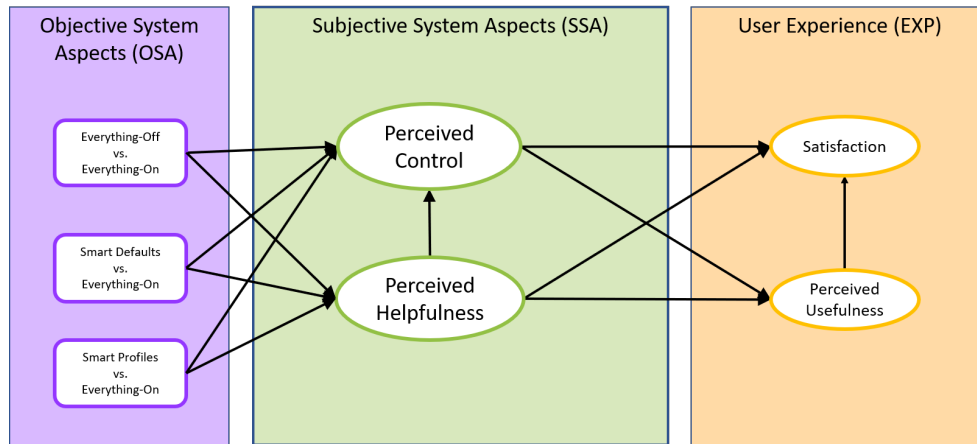 Objective System
Aspects (OSA)
Subjective System Aspects (SSA)
User Experience (EXP)
Everything-Off
vs.
Everything-On
Perceived
Control
Satisfaction
Smart Defaults
vs.
Everything-On
Perceived
Helpfulness
Perceived
Usefulness
Smart Profiles
vs.
Everything-On